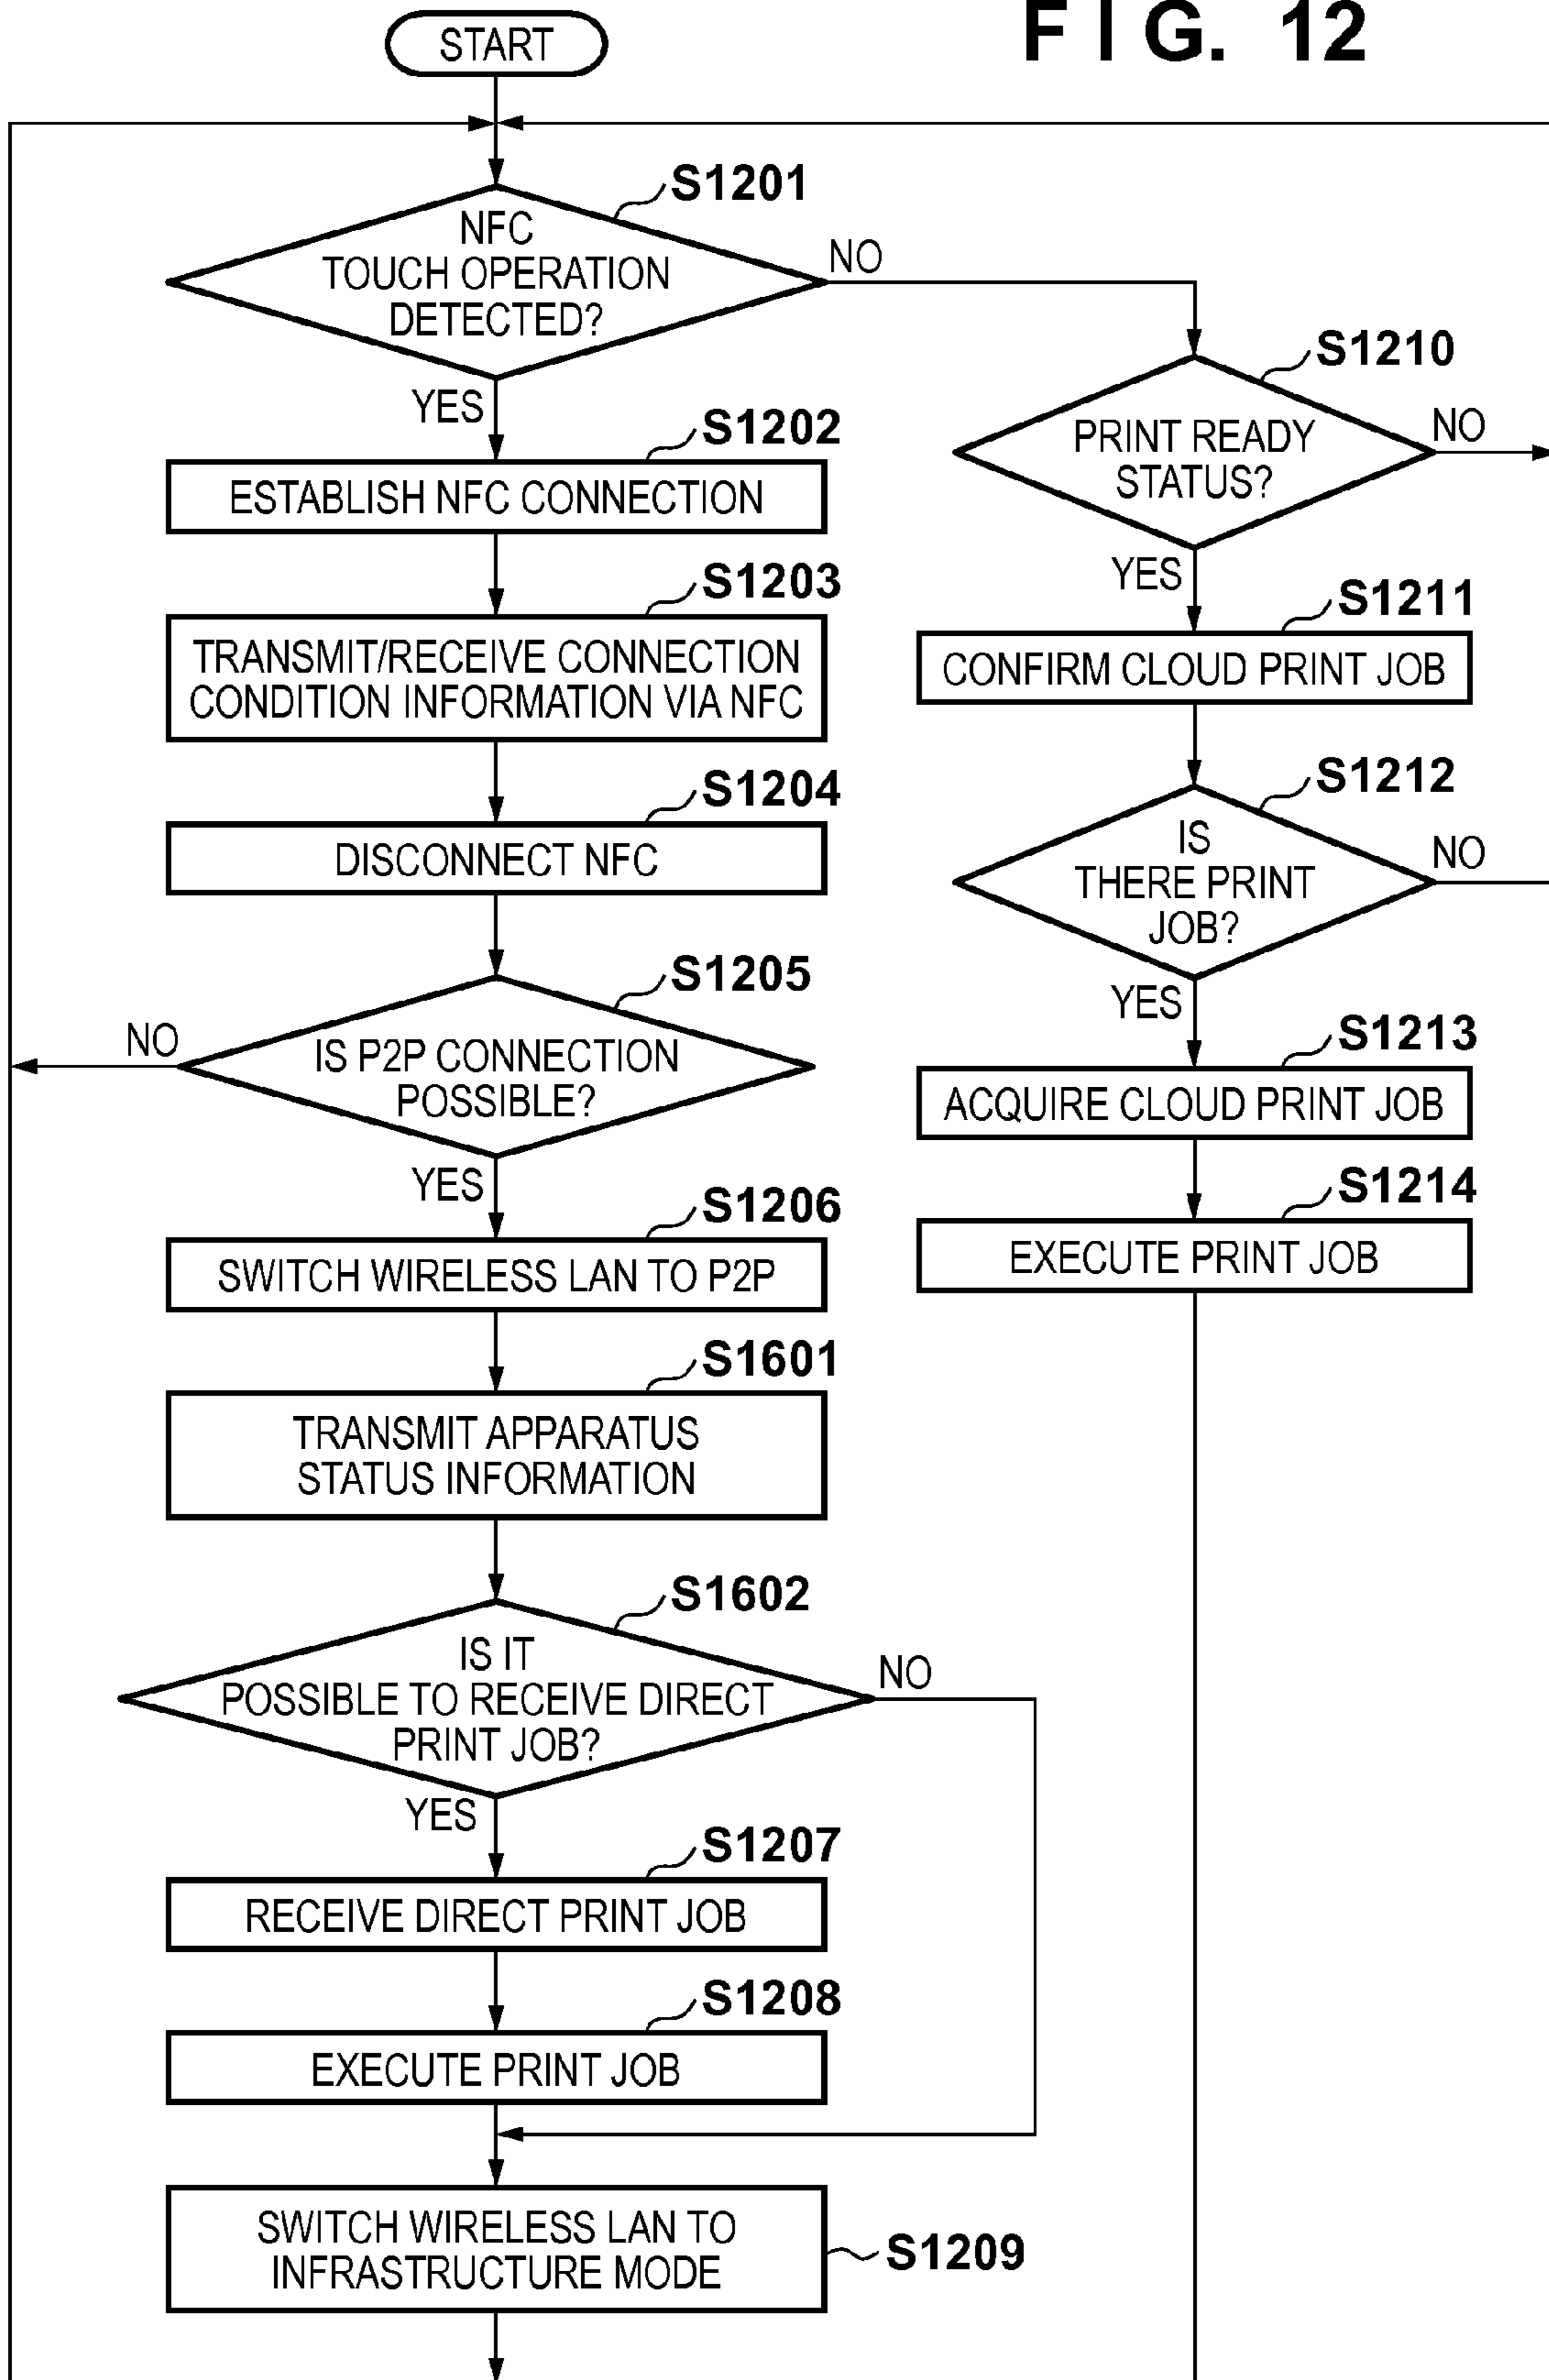 FIG. 12
START
S1201
NFC
TOUCH OPERATION
DETECTED?
NO
YES
S1202
ESTABLISH NFC CONNECTION
S1203
TRANSMIT/RECEIVE CONNECTION
CONDITION INFORMATION VIA NFC
S1204
DISCONNECT NFC
S1205
IS P2P CONNECTION
POSSIBLE?
NO
YES
S1206
SWITCH WIRELESS LAN TO P2P
S1601
TRANSMIT APPARATUS
STATUS INFORMATION
S1602
IS IT
POSSIBLE TO RECEIVE DIRECT
PRINT JOB?
NO
YES
S1207
RECEIVE DIRECT PRINT JOB
S1208
EXECUTE PRINT JOB
SWITCH WIRELESS LAN TO
INFRASTRUCTURE MODE
S1209
S1210
PRINT READY
STATUS?
NO
YES
S1211
CONFIRM CLOUD PRINT JOB
S1212
IS
THERE PRINT
JOB?
NO
YES
S1213
ACQUIRE CLOUD PRINT JOB
S1214
EXECUTE PRINT JOB